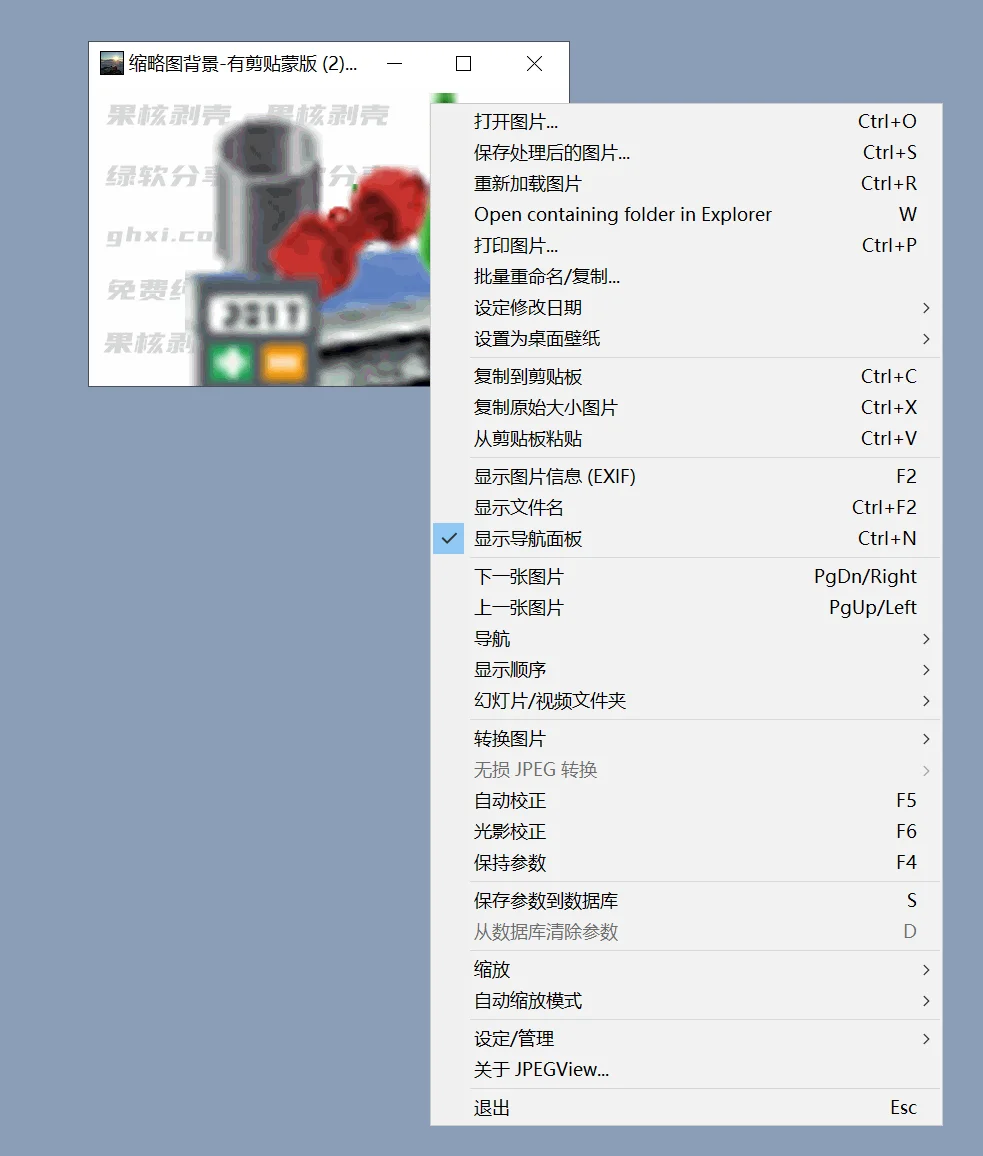 缩略图背景-有剪贴蒙版 (2)...
果核剥壳 果核剥壳
绿软分享 软分
ghxi.co
免费纯
果核剥
2017
打开图片... Ctrl+O
保存处理后的图片... Ctrl+S
重新加载图片 Ctrl+R
Open containing folder in Explorer W
打印图片... Ctrl+P
批量重命名/复制...
设定修改日期
设置为桌面壁纸
复制到剪贴板 Ctrl+C
复制原始大小图片 Ctrl+X
从剪贴板粘贴 Ctrl+V
显示图片信息 (EXIF) F2
显示文件名 Ctrl+F2
显示导航面板 Ctrl+N
下一张图片 PgDn/Right
上一张图片 PgUp/Left
导航
显示顺序
幻灯片/视频文件夹
转换图片
无损 JPEG 转换
自动校正 F5
光影校正 F6
保持参数 F4
保存参数到数据库 S
从数据库清除参数 D
缩放
自动缩放模式
设定/管理
关于 JPEGView...
退出 Esc